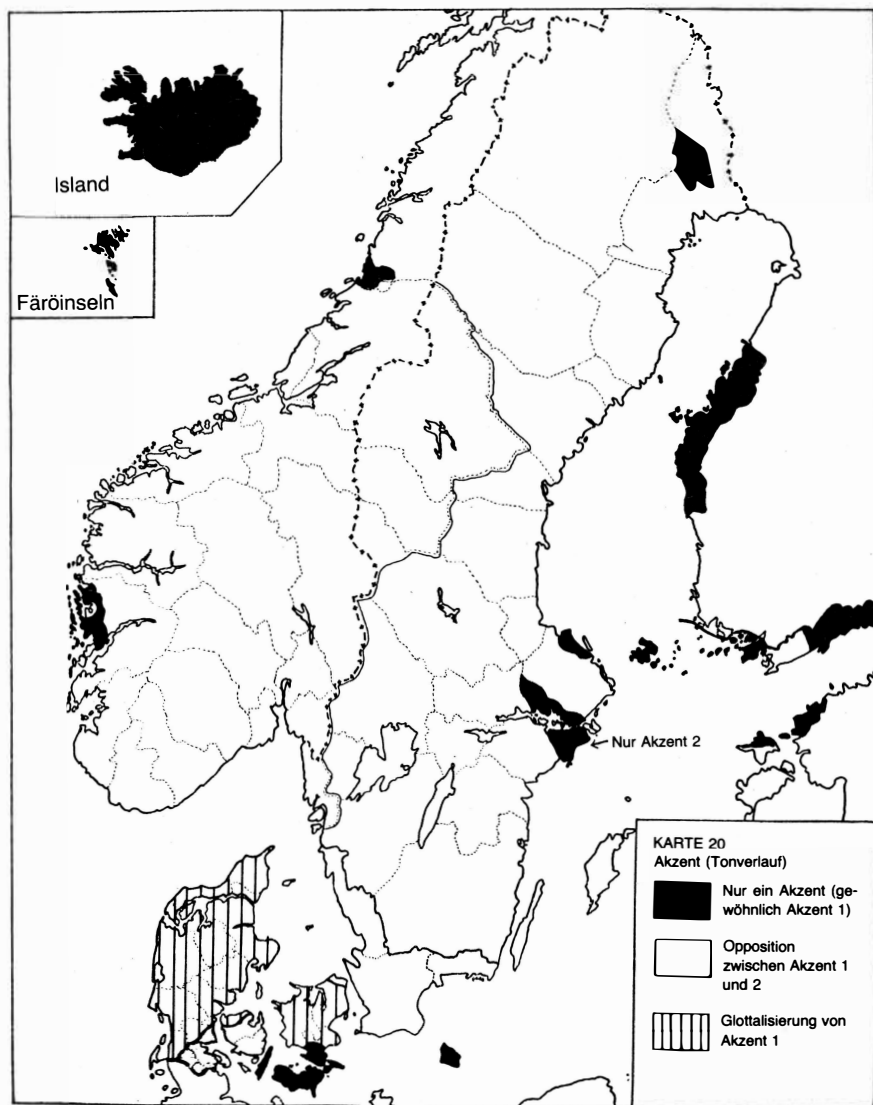 Island
Färöinseln
Nur Akzent 2
KARTE 20
Akzent (Tonverlauf)
Nur ein Akzent (ge-
wöhnlich Akzent 1)
Opposition
zwischen Akzent 1
und 2
Glottalisierung von
Akzent 1